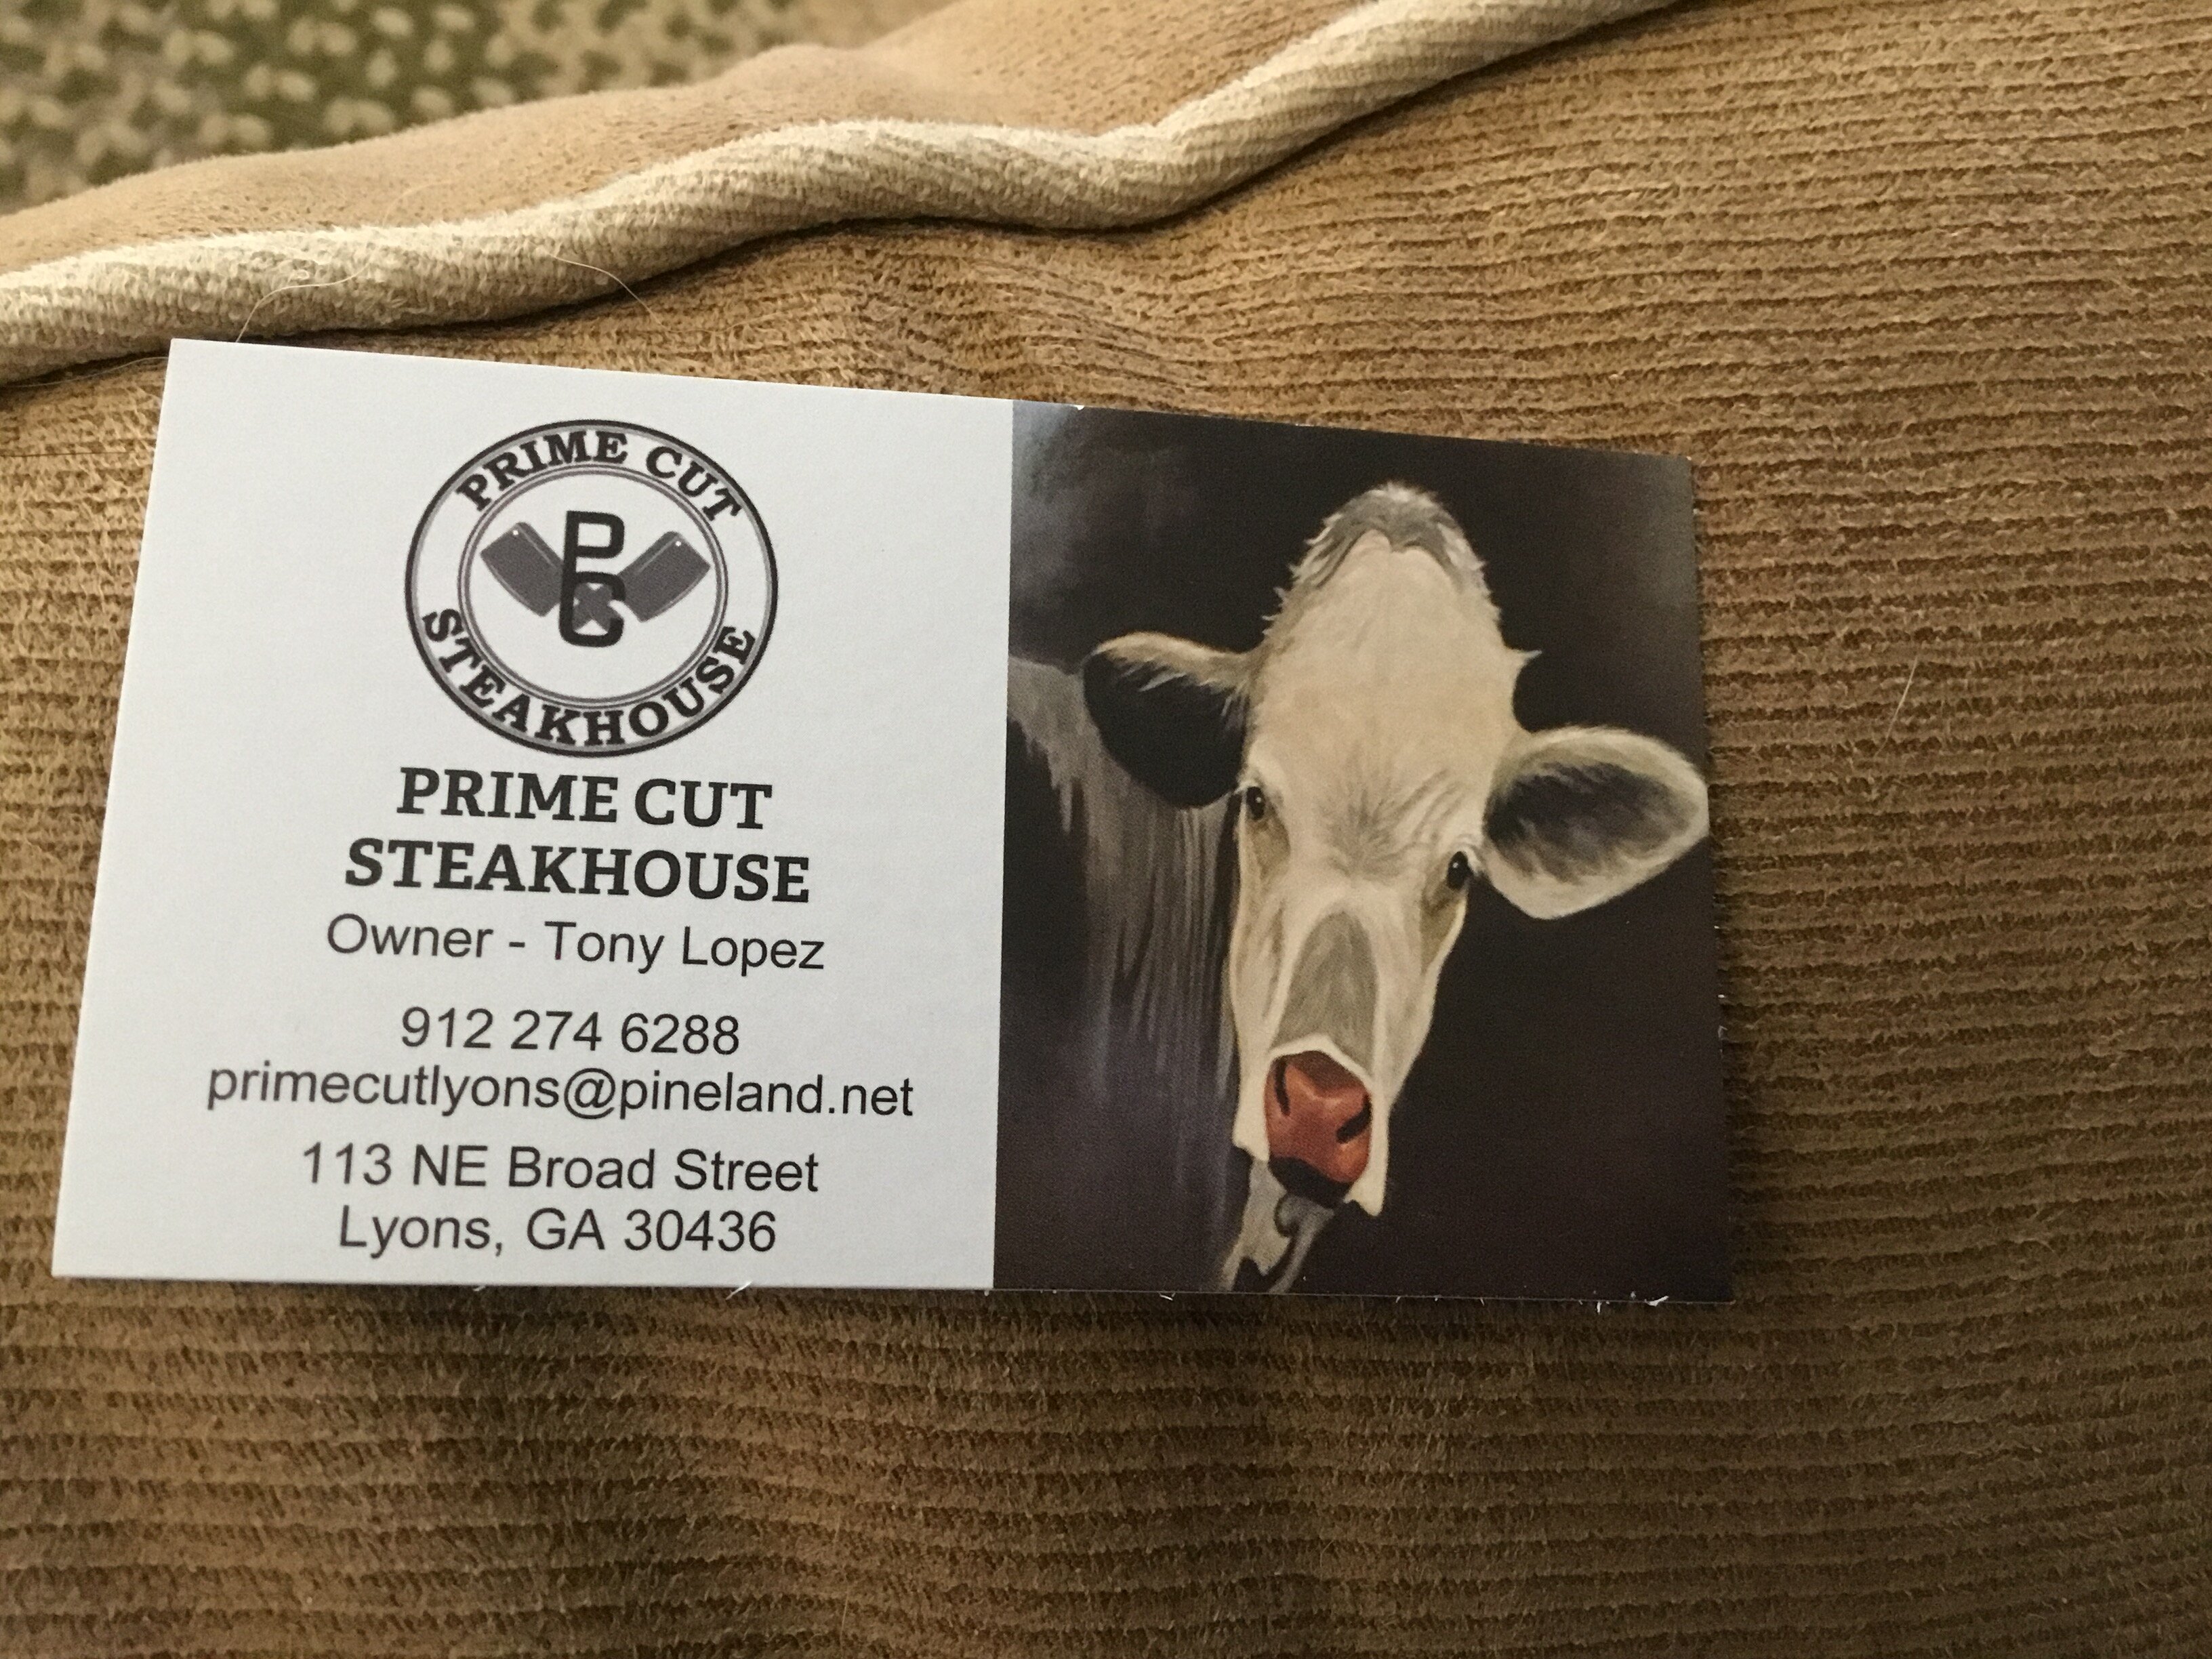 PRIME CUT
PC
STEAKHOUSE
PRIME CUT
STEAKHOUSE
Owner - Tony Lopez
912 274 6288
primecutlyons@pineland.net
113 NE Broad Street
Lyons, GA 30436